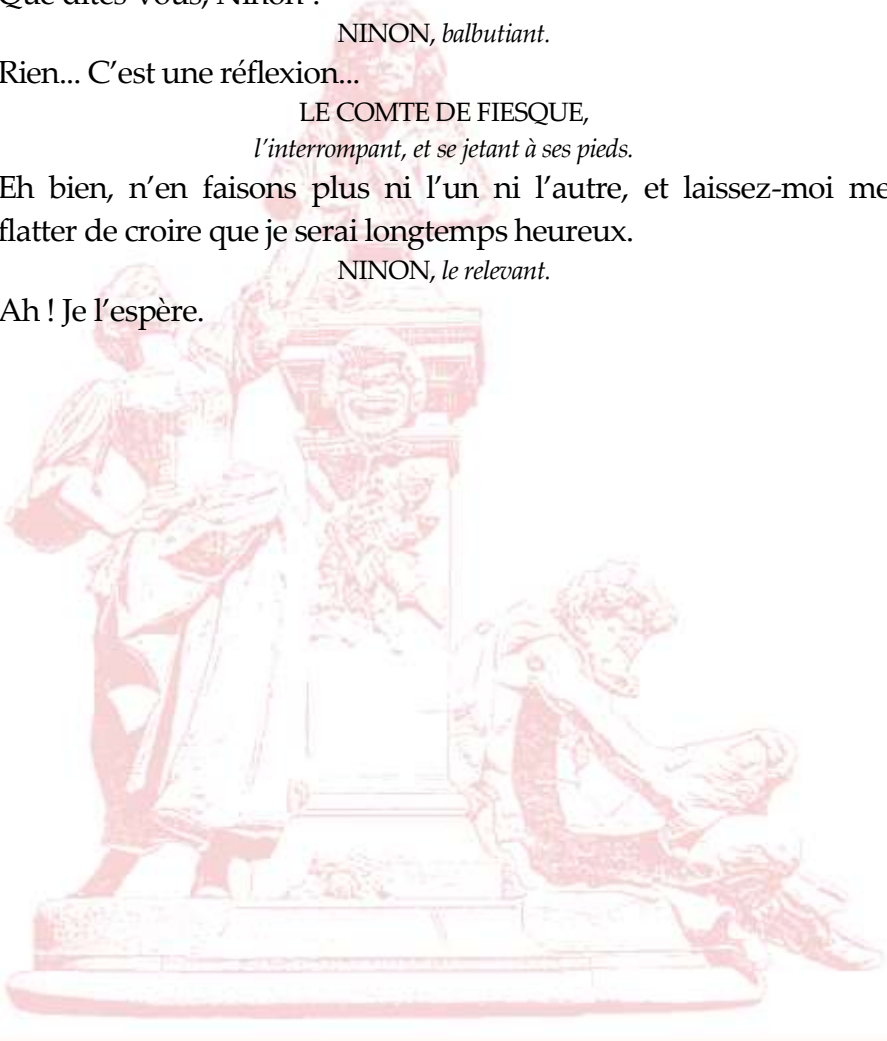 Que dites-vous, Ninon ?
NINON, balbutiant.
Rien... C’est une réflexion...
LE COMTE DE FIESQUE,
l’interrompant, et se jetant à ses pieds.
Eh bien, n’en faisons plus ni l’un ni l’autre, et laissez-moi me
flatter de croire que je serai longtemps heureux.
NINON, le relevant.
Ah ! Je l’espère.